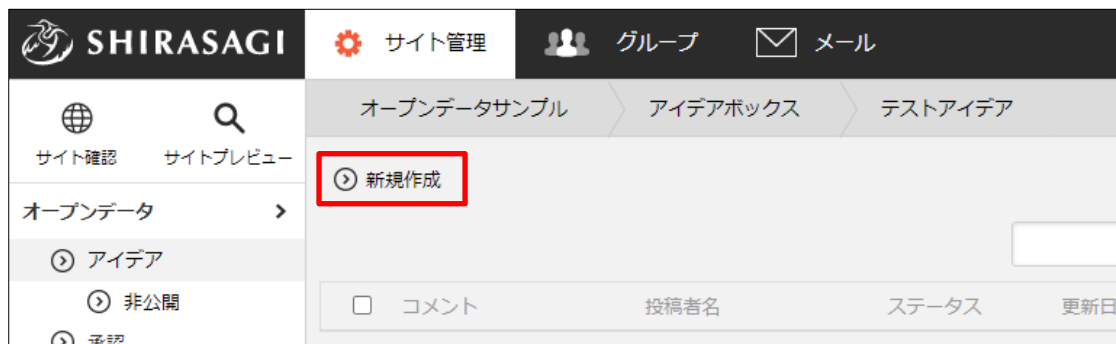 SHIRASAGI サイト管理 グループ メール
サイト確認 サイトプレビュー
オープンデータサンプル アイデアボックス テストアイデア
新規作成
オープンデータ
アイデア
非公開
承認
コメント 投稿者名 ステータス 更新日